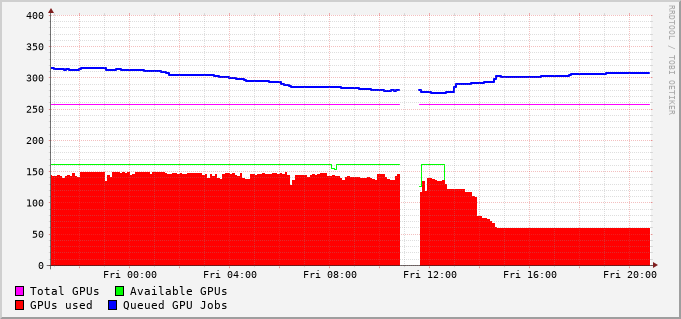 400
350
300
250
200
150
100
50
0
Fri 00:00 Fri 04:00 Fri 08:00 Fri 12:00 Fri 16:00 Fri 20:00
Total GPUs Available GPUs
GPUs used Queued GPU Jobs
RRDTOOL / TOBI OETIKER